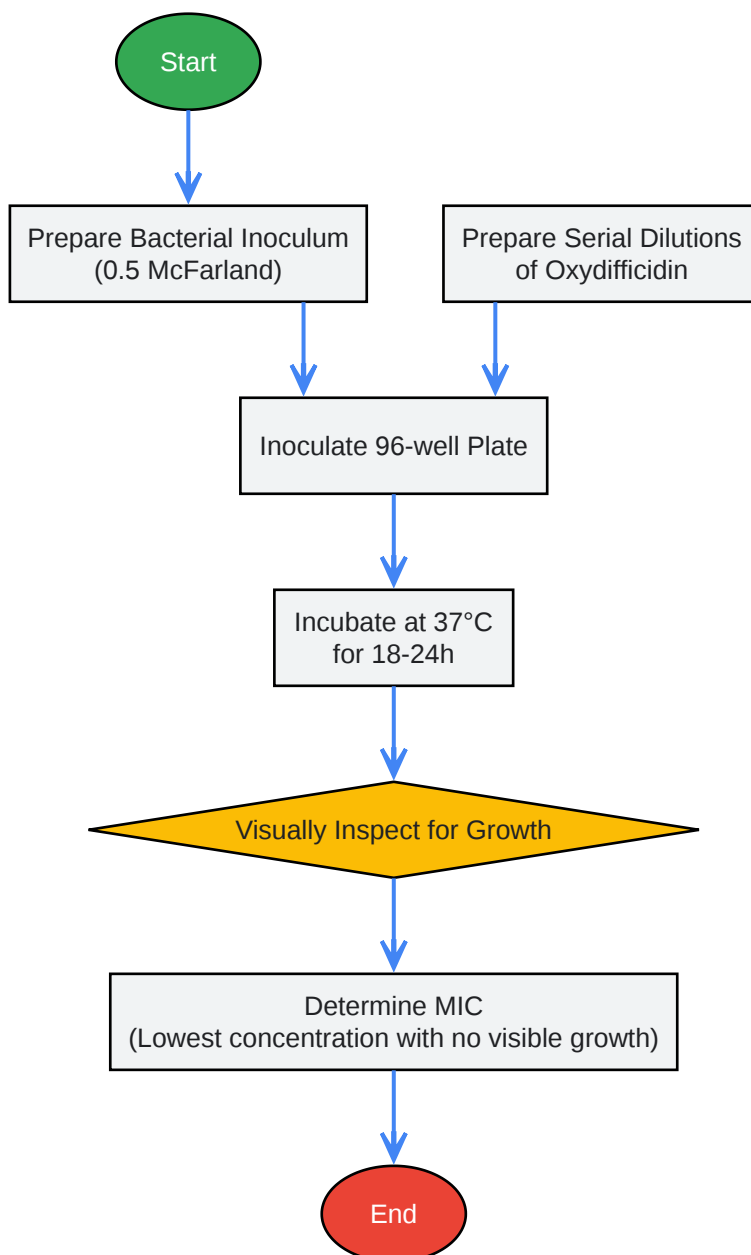 Start
Prepare Bacterial Inoculum
(0.5 McFarland)
Prepare Serial Dilutions
of Oxydifficidin
Inoculate 96-well Plate
Incubate at 37°C
for 18-24h
Visually Inspect for Growth
Determine MIC
(Lowest concentration with no visible growth)
End